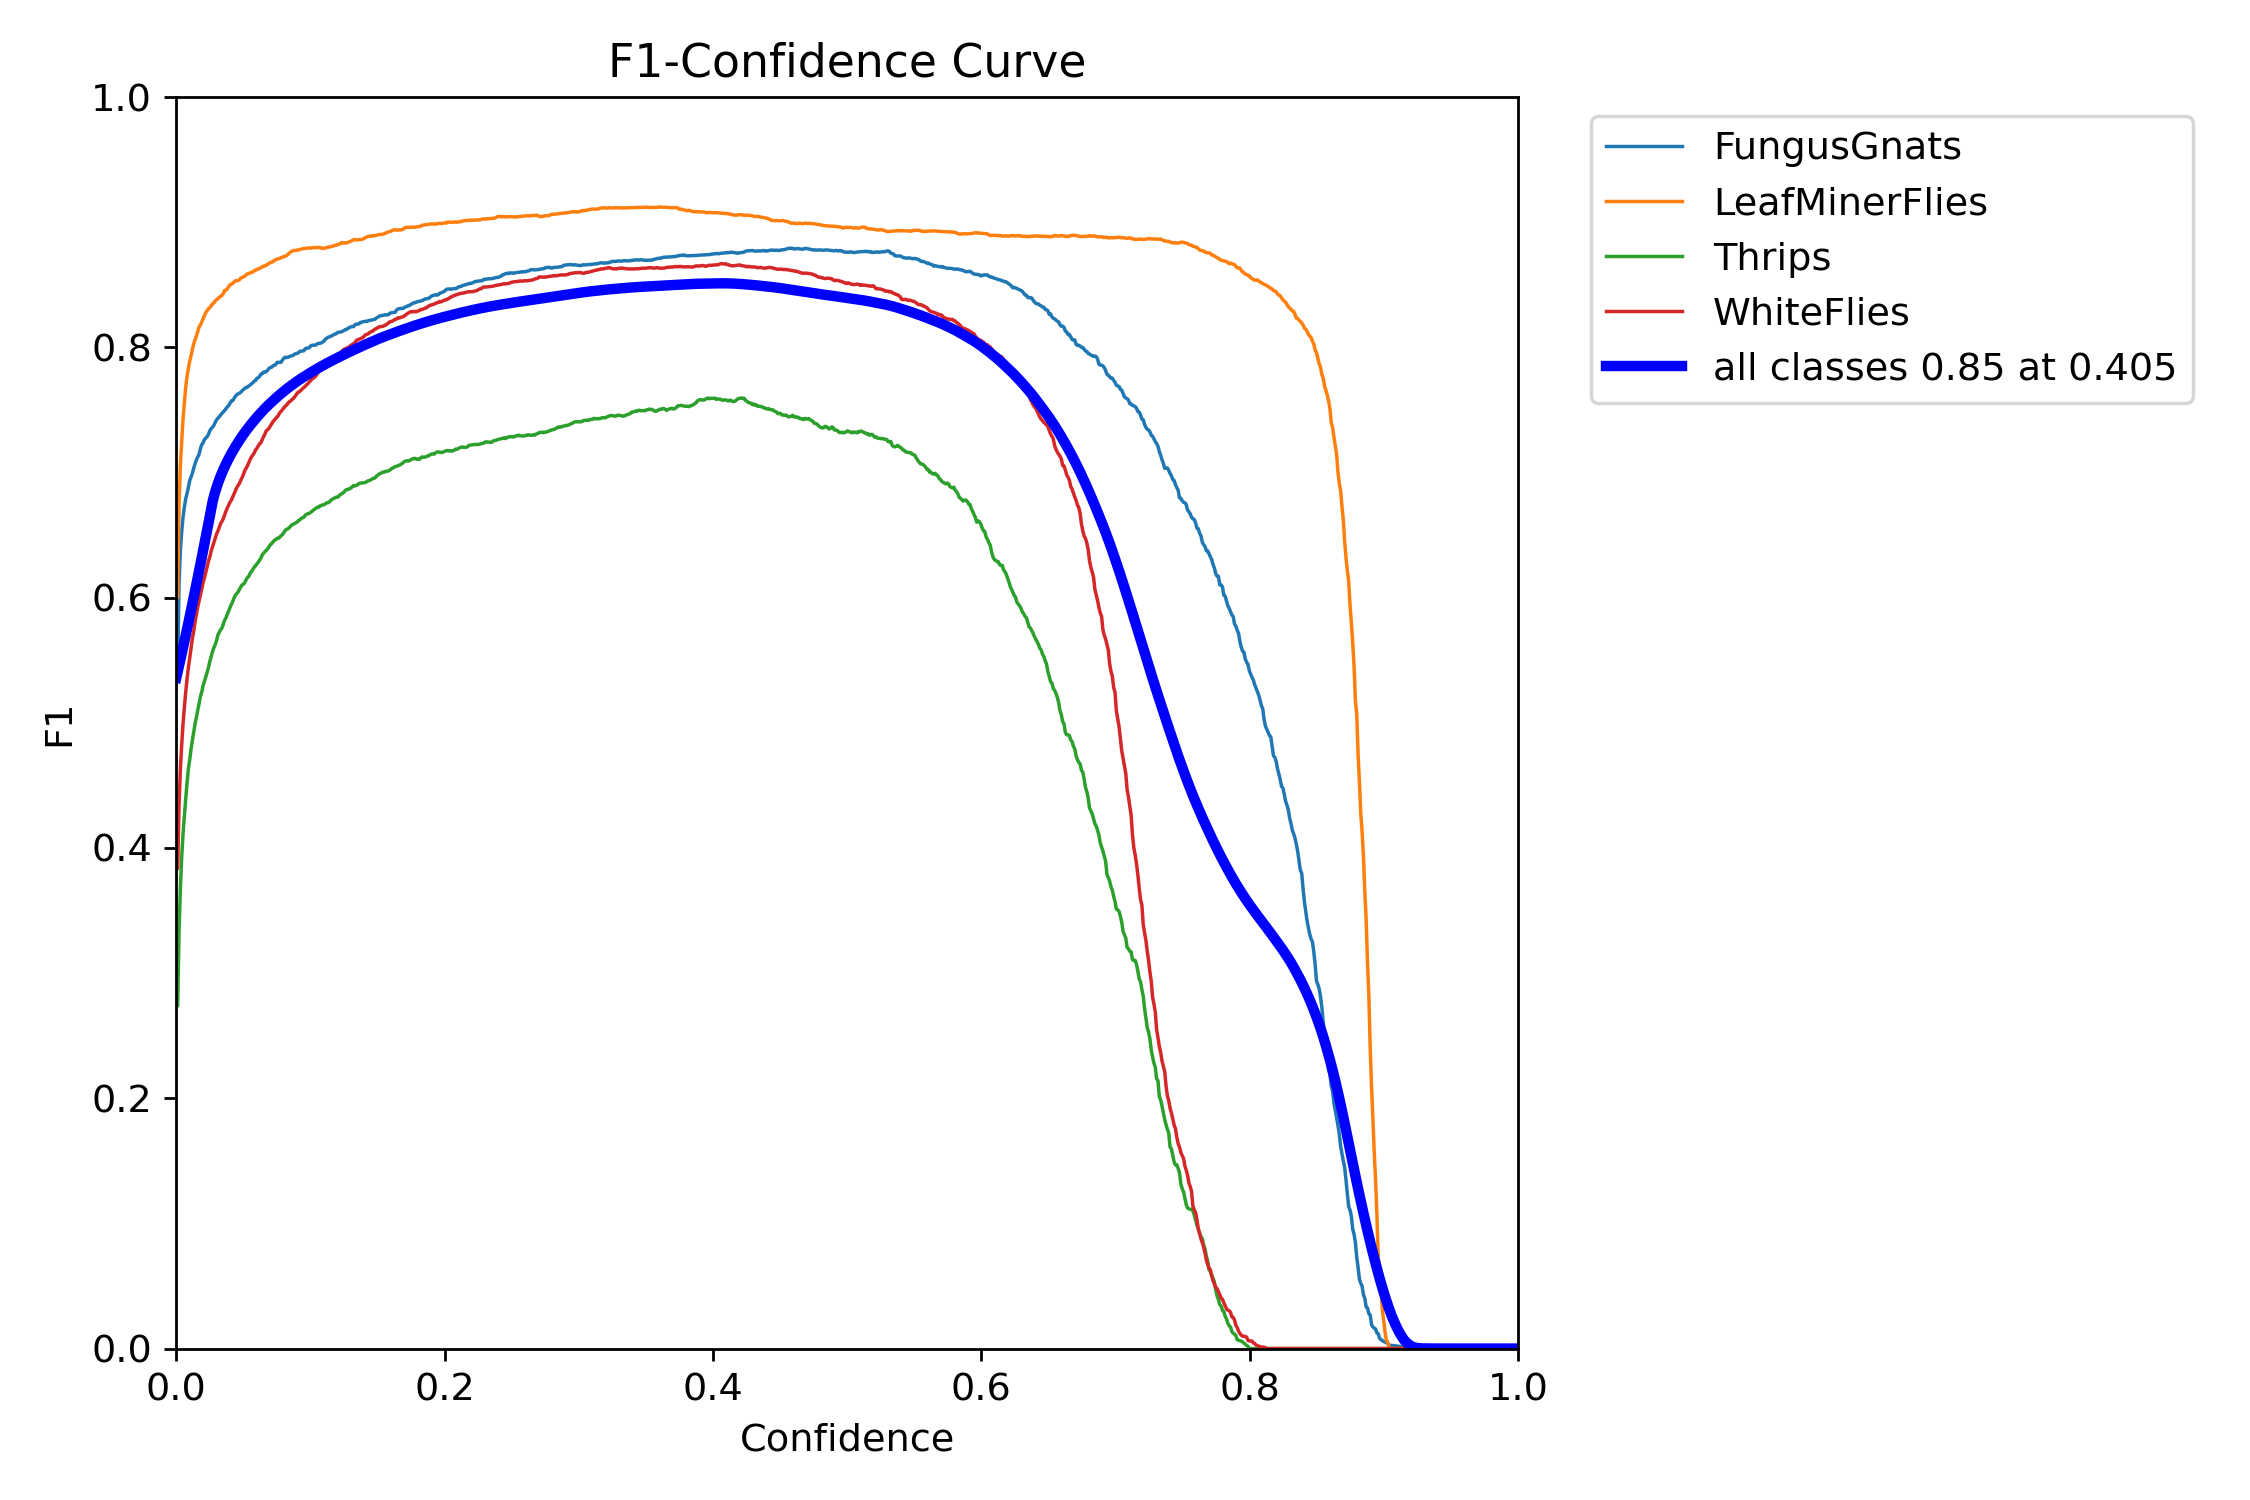 F1-Confidence Curve
1.0
0.8
0.6
0.4
0.2
0.0
F1
0.0 0.2 0.4 0.6 0.8 1.0
Confidence
FungusGnats
LeafMinerFlies
Thrips
WhiteFlies
all classes 0.85 at 0.405